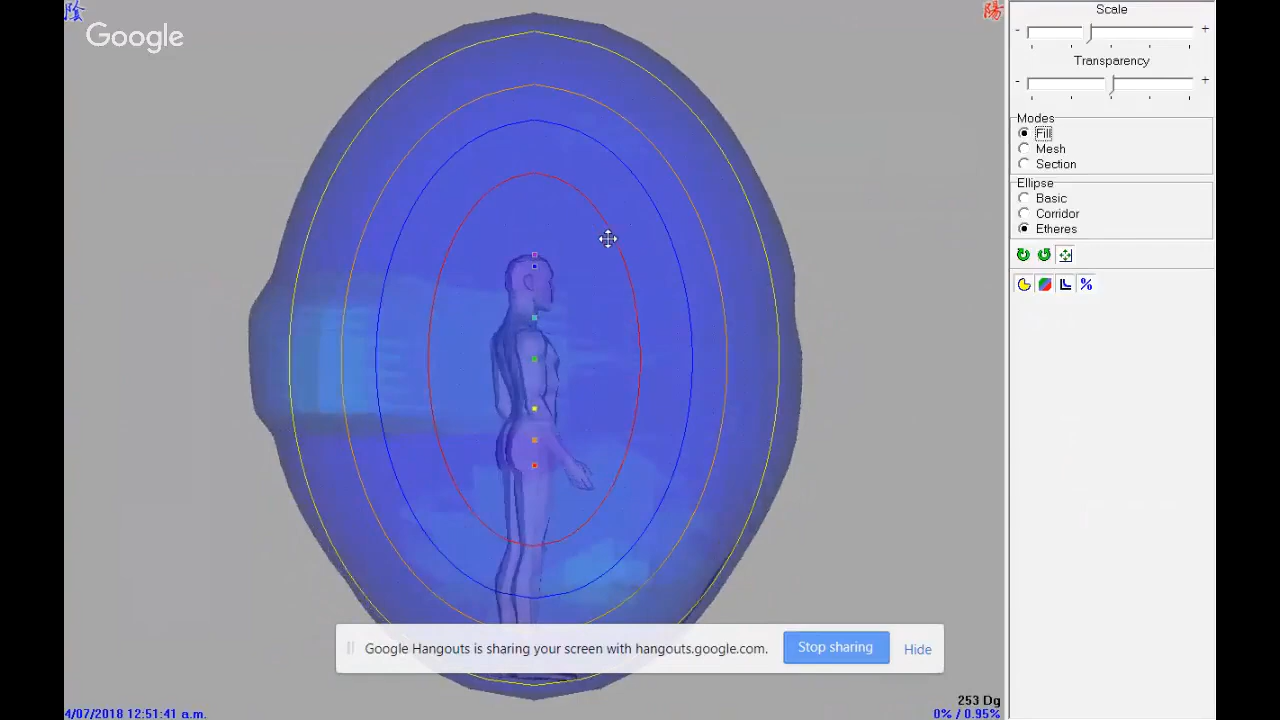 陰
陽
Google
Scale
- +
Transparency
- +
Modes
Fill
Mesh
Section
Ellipse
Basic
Corridor
Etheres
%
Google Hangouts is sharing your screen with hangouts.google.com.
Stop sharing
Hide
253 Dg
4/07/2018 12:51:41 a.m.
0% / 0.95%